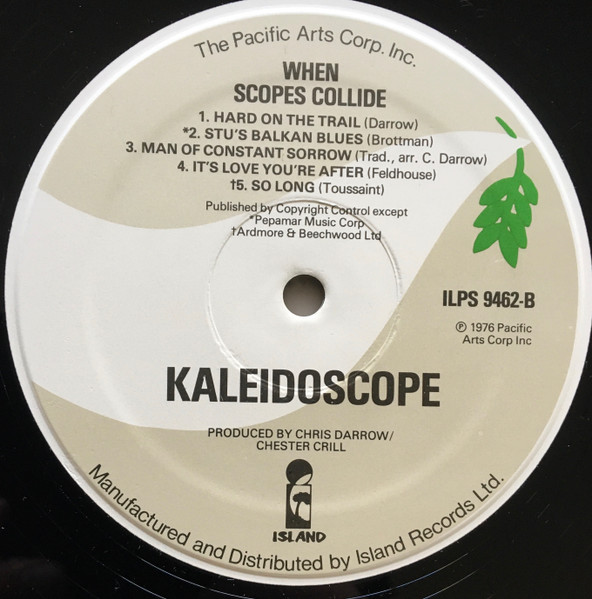 The Pacific Arts Corp. Inc.
WHEN
SCOPES COLLIDE
1. HARD ON THE TRAIL (Darrow)
*2. STU'S BALKAN BLUES (Brottman)
3. MAN OF CONSTANT SORROW (Trad., arr. C. Darrow)
4. IT'S LOVE YOU'RE AFTER (Feldhouse)
†5. SO LONG (Toussaint)
Published by Copyright Control except
*Pepamar Music Corp
†Ardmore & Beechwood Ltd
ILPS 9462-B
℗ 1976 Pacific
Arts Corp Inc
KALEIDOSCOPE
PRODUCED BY CHRIS DARROW/
CHESTER CRILL
ISLAND
Manufactured and Distributed by Island Records Ltd.